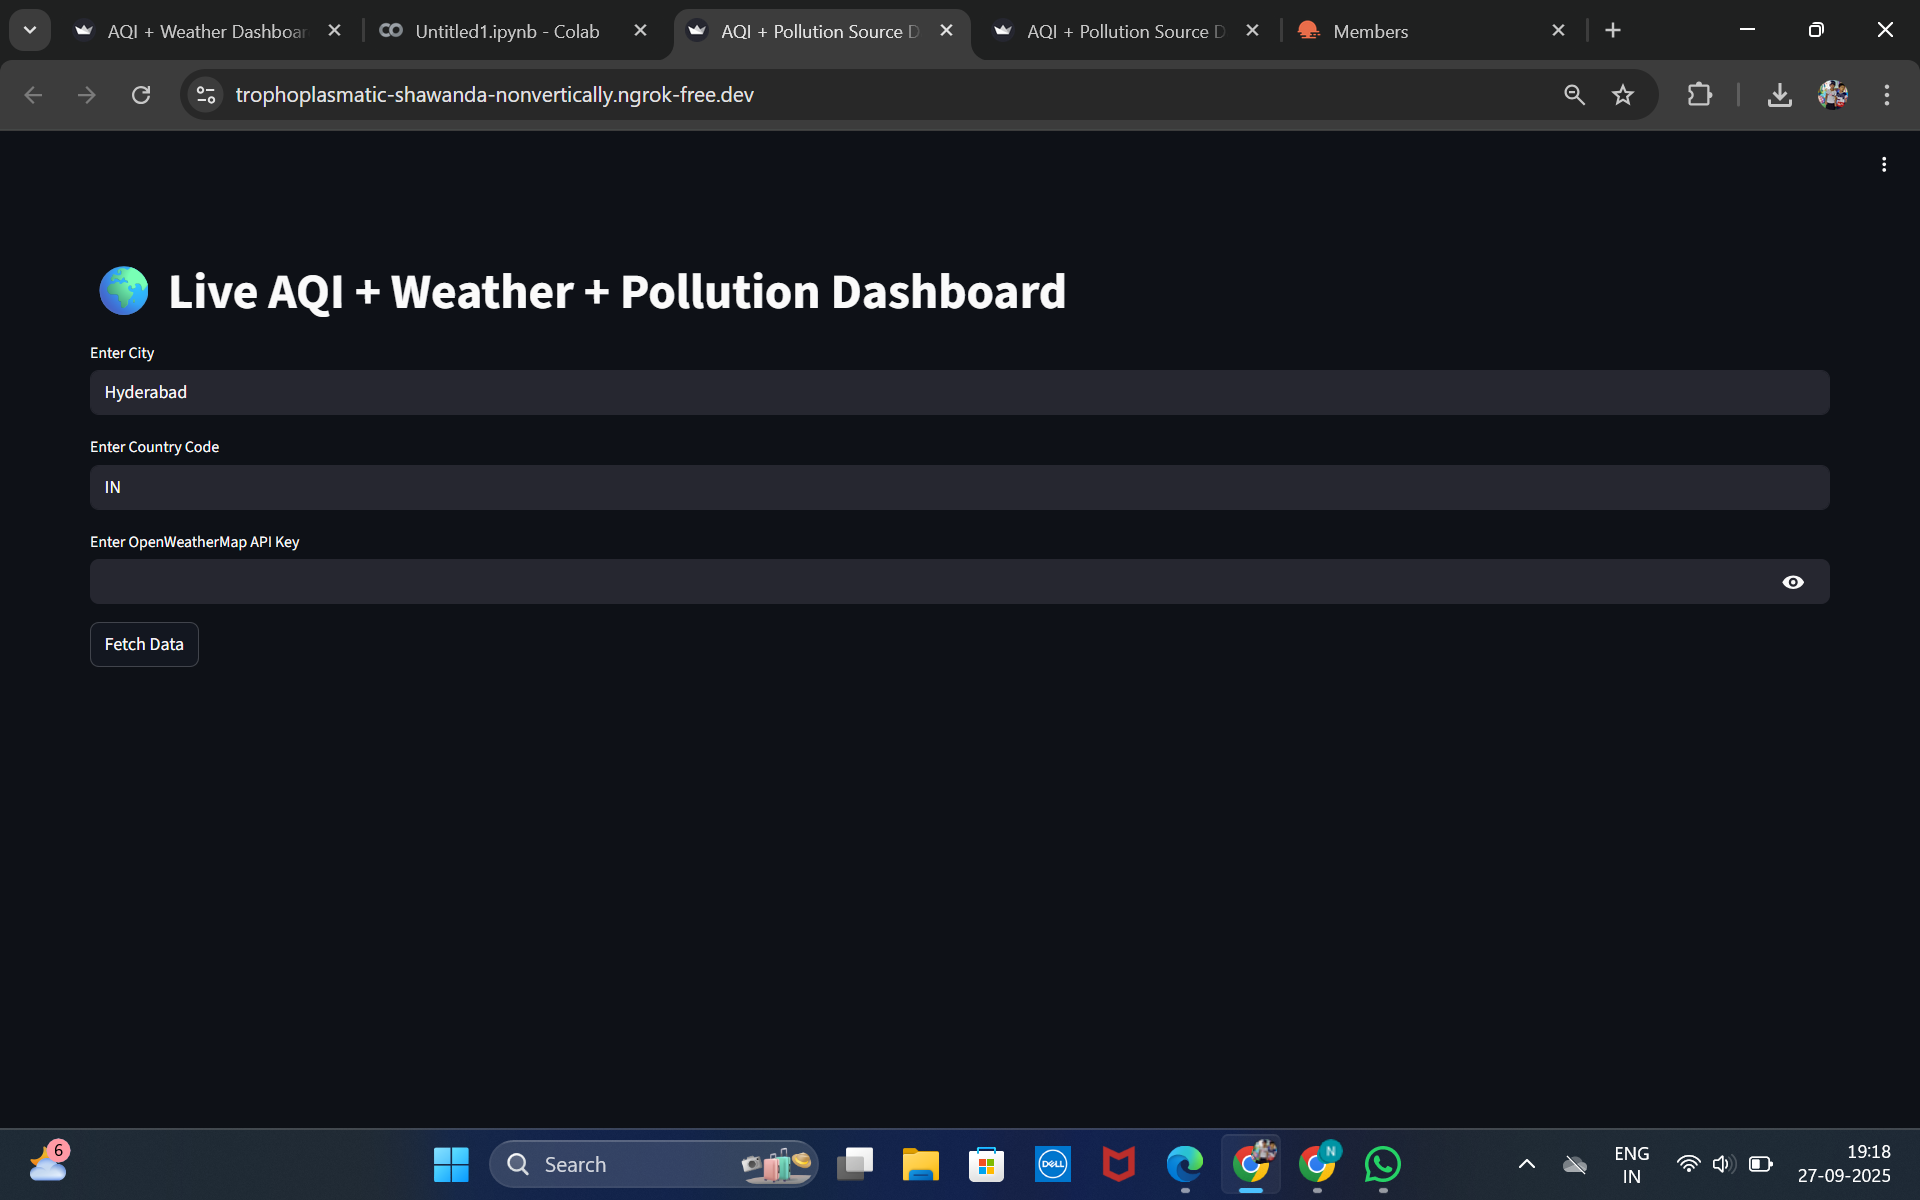 AQI + Weather Dashboar
Untitled1.ipynb - Colab
AQI + Pollution Source D
AQI + Pollution Source D
Members
trophoplasmatic-shawanda-nonvertically.ngrok-free.dev
Live AQI + Weather + Pollution Dashboard
Enter City
Hyderabad
Enter Country Code
IN
Enter OpenWeatherMap API Key
Fetch Data
6
Search
DELL
N
ENG
IN
19:18
27-09-2025